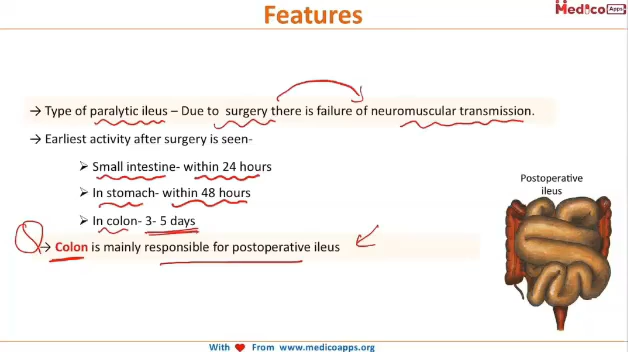 Features
Medico Apps
→ Type of paralytic ileus – Due to surgery there is failure of neuromuscular transmission.
→ Earliest activity after surgery is seen-
➢ Small intestine- within 24 hours
➢ In stomach- within 48 hours
➢ In colon- 3- 5 days
→ Colon is mainly responsible for postoperative ileus
Postoperative
ileus
With ❤ From www.medicoapps.org